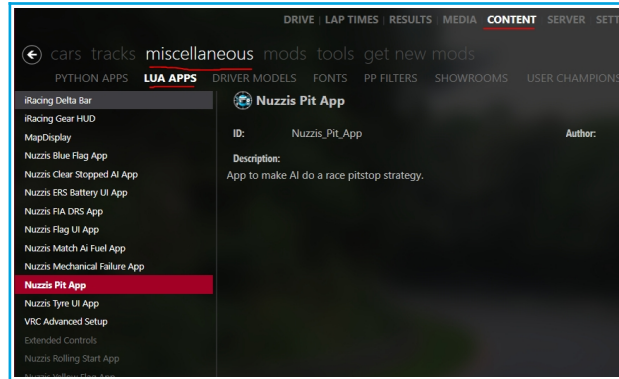 DRIVE | LAP TIMES | RESULTS | MEDIA | CONTENT | SERVER | SETT
cars tracks miscellaneous mods tools get new mods
PYTHON APPS LUA APPS DRIVER MODELS FONTS PP FILTERS SHOWROOMS USER CHAMPIONS
iRacing Delta Bar
iRacing Gear HUD
MapDisplay
Nuzzis Blue Flag App
Nuzzis Clear Stopped AI App
Nuzzis ERS Battery UI App
Nuzzis FIA DRS App
Nuzzis Flag UI App
Nuzzis Match Ai Fuel App
Nuzzis Mechanical Failure App
Nuzzis Pit App
Nuzzis Tyre UI App
VRC Advanced Setup
Extended Controls
Nuzzis Rolling Start App
Nuzzis Yellow Flag App
Nuzzis Pit App
ID: Nuzzis_Pit_App Author:
Description:
App to make AI do a race pitstop strategy.